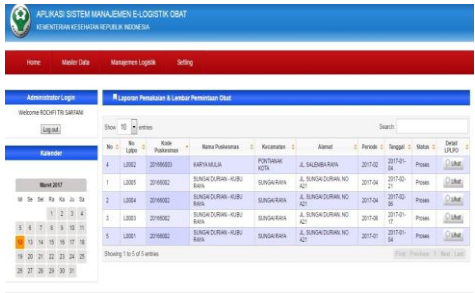 APLIKASI SISTEM MANAJEMEN E-LOGISTIK OBAT
KEMENTERIAN KESEHATAN REPUBLIK INDONESIA
Home Master Data Manajemen Logistik Setting
Administrator Login
Welcome ROCHFI TRI SARFANI
Log out
Kalender
Maret 2017
M Se Sel Ra Ka Ju Sa
1 2 3 4
5 6 7 8 9 10 11
12 13 14 15 16 17 18
19 20 21 22 23 24 25
26 27 28 29 30 31
Laporan Pemakaian & Lembar Permintaan Obat
Show 10 entries Search:
No No Lplpo Kode Puskesmas Nama Puskesmas Kecamatan Alamat Periode Tanggal Status Detail LPLPO
4 L0002 201666803 KARYA MULIA PONTIANAK KOTA JL. SALEMBA RAYA 2017-02 2017-01-04 Proses Lihat
1 L0005 20166002 SUNGAI DURIAN - KUBU RAYA SUNGAI RAYA JL. SUNGAI DURIAN, NO A21 2017-04 2017-02-21 Proses Lihat
2 L0004 20166002 SUNGAI DURIAN - KUBU RAYA SUNGAI RAYA JL. SUNGAI DURIAN, NO A21 2017-04 2017-02-06 Proses Lihat
3 L0003 20166002 SUNGAI DURIAN - KUBU RAYA SUNGAI RAYA JL. SUNGAI DURIAN, NO A21 2017-08 2017-01-17 Proses Lihat
5 L0001 20166002 SUNGAI DURIAN - KUBU RAYA SUNGAI RAYA JL. SUNGAI DURIAN, NO A21 2017-01 2017-01-04 Proses Lihat
Showing 1 to 5 of 5 entries First Previous 1 Next Last